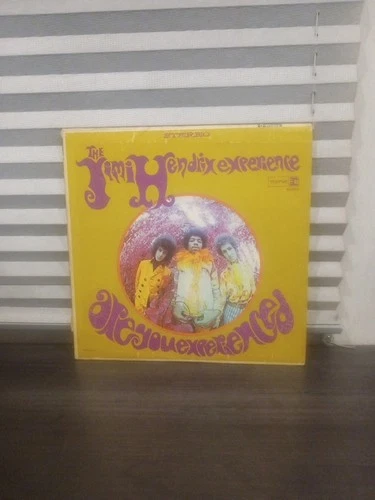 STEREO
THE
Jimi Hendrix experience
are you experienced